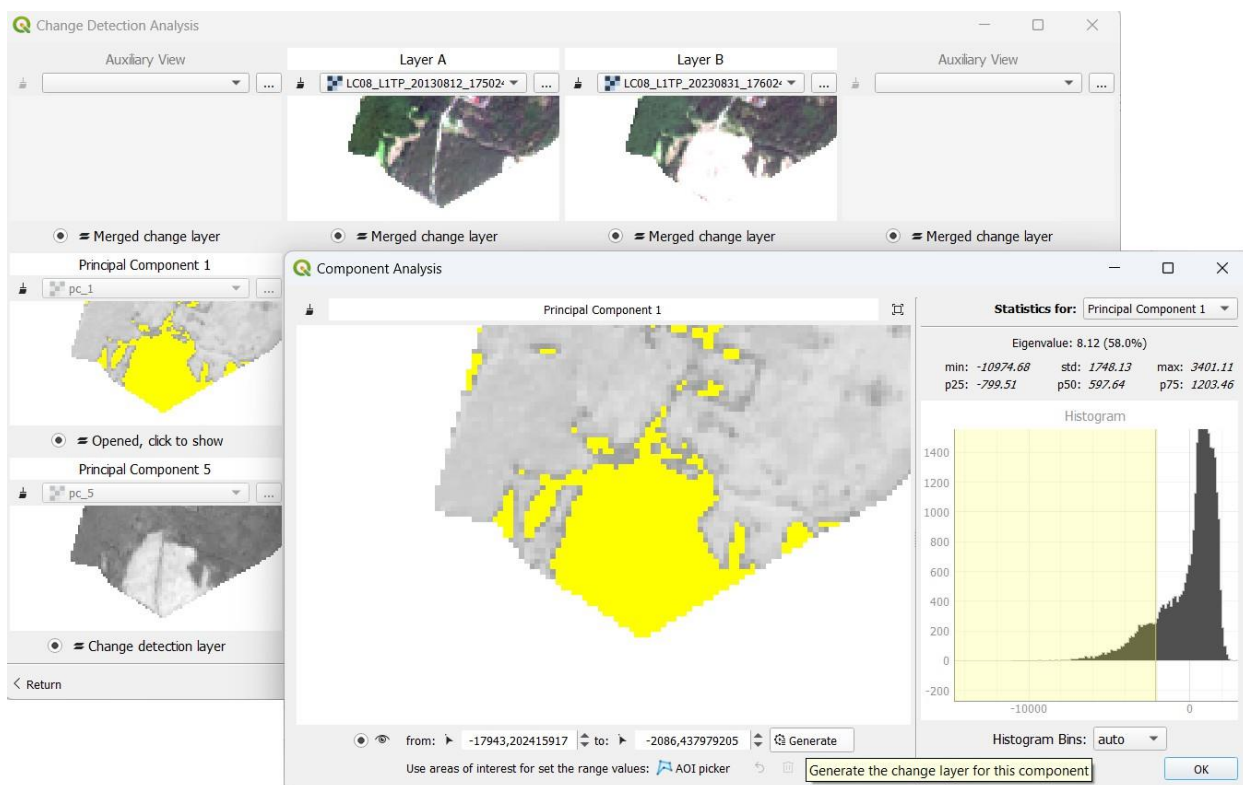 Change Detection Analysis
Auxiliary View
Layer A
Layer B
Auxiliary View
...
LC08_L1TP_20130812_17502 ...
LC08_L1TP_20230831_17602 ...
...
Merged change layer
Merged change layer
Merged change layer
Merged change layer
Principal Component 1
pc_1 ...
Opened, click to show
Principal Component 5
pc_5 ...
Change detection layer
< Return
Component Analysis
Principal Component 1
Statistics for: Principal Component 1
Eigenvalue: 8.12 (58.0%)
min: -10974.68 std: 1748.13 max: 3401.11
p25: -799.51 p50: 597.64 p75: 1203.46
Histogram
1400
1200
1000
800
600
400
200
0
-200
-10000 0
Histogram Bins: auto
from: -17943,202415917 to: -2086,437979205 Generate
Use areas of interest for set the range values: AOI picker
Generate the change layer for this component
OK